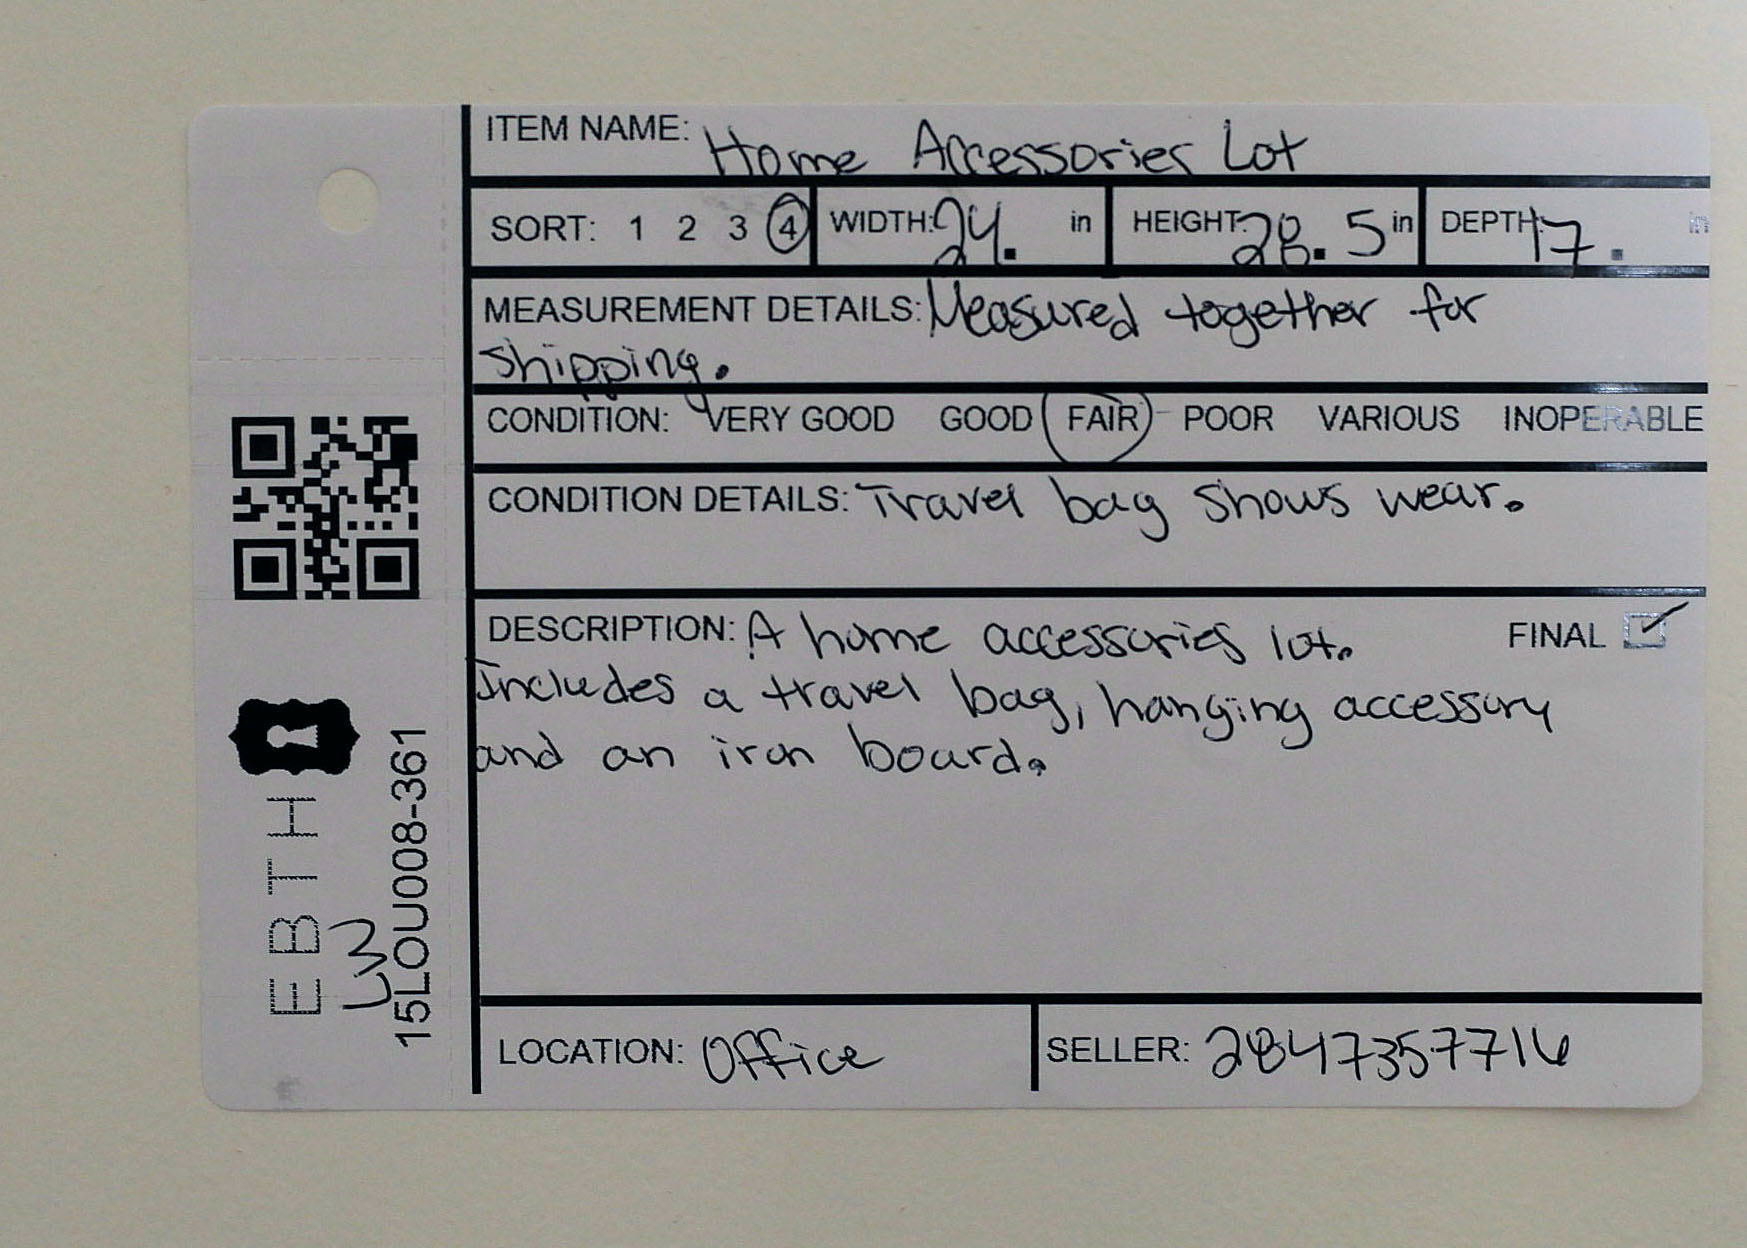 ITEM NAME: Home Accessories Lot
SORT: 1 2 3 4 WIDTH: 24. in HEIGHT: 28.5 in DEPTH: 17. in
MEASUREMENT DETAILS: Measured together for
shipping.
CONDITION: VERY GOOD GOOD FAIR POOR VARIOUS INOPERABLE
CONDITION DETAILS: Travel bag shows wear.
DESCRIPTION: A home accessories lot. FINAL
Includes a travel bag, hanging accessory
and an iron board.
LOCATION: Office SELLER: 2847357716
EBTH
15LOU008-361